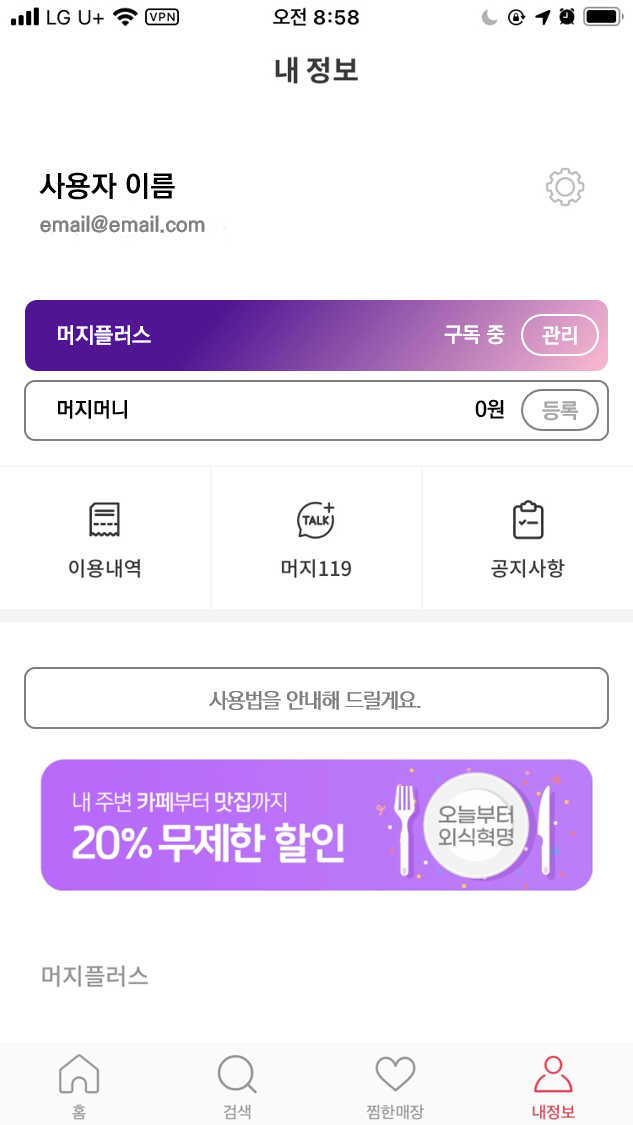 LG U+ VPN 오전 8:58
내 정보
사용자 이름
email@email.com
머지플러스 구독 중 관리
머지머니 0원 등록
TALK
이용내역 머지119 공지사항
사용법을 안내해 드릴게요.
내 주변 카페부터 맛집까지
20% 무제한 할인
오늘부터
외식혁명
머지플러스
홈 검색 찜한매장 내정보